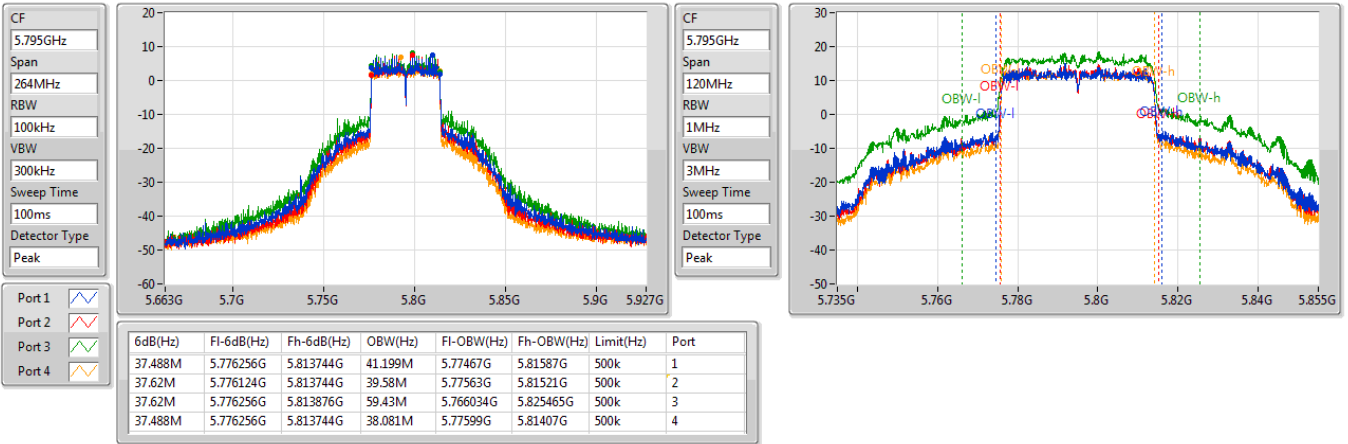 CF
5.795GHz
Span
264MHz
RBW
100kHz
VBW
300kHz
Sweep Time
100ms
Detector Type
Peak
20
10
0
-10
-20
-30
-40
-50
-60
5.663G 5.7G 5.75G 5.8G 5.85G 5.9G 5.927G
CF
5.795GHz
Span
120MHz
RBW
1MHz
VBW
3MHz
Sweep Time
100ms
Detector Type
Peak
30
20
10
0
-10
-20
-30
-40
-50
OBW-l
OBW-l
OBW-l
OBW-h
OBW-h
OBW-h
5.735G 5.76G 5.78G 5.8G 5.82G 5.84G 5.855G
Port 1
Port 2
Port 3
Port 4
6dB(Hz) Fl-6dB(Hz) Fh-6dB(Hz) OBW(Hz) Fl-OBW(Hz) Fh-OBW(Hz) Limit(Hz) Port
37.488M 5.776256G 5.813744G 41.199M 5.77467G 5.81587G 500k 1
37.62M 5.776124G 5.813744G 39.58M 5.77563G 5.81521G 500k 2
37.62M 5.776256G 5.813876G 59.43M 5.766034G 5.825465G 500k 3
37.488M 5.776256G 5.813744G 38.081M 5.77599G 5.81407G 500k 4